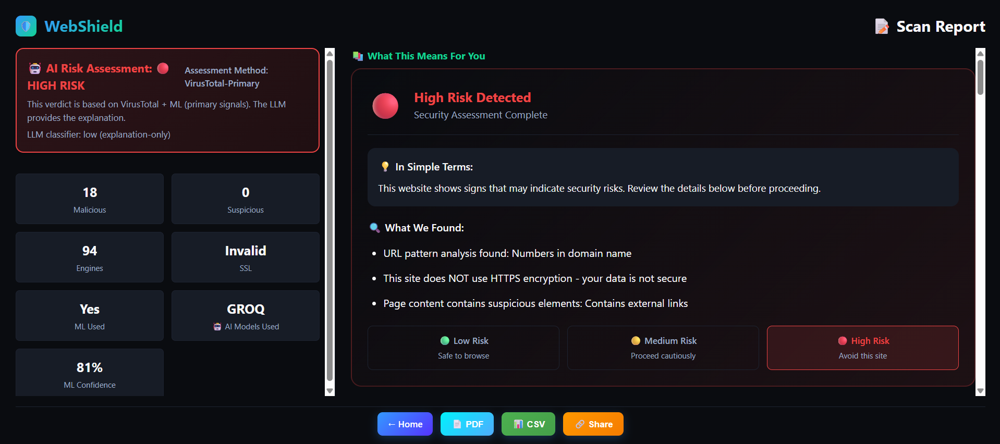 WebShield
Scan Report
AI Risk Assessment:
HIGH RISK
Assessment Method:
VirusTotal-Primary
This verdict is based on VirusTotal + ML (primary signals). The LLM
provides the explanation.
LLM classifier: low (explanation-only)
18
Malicious
0
Suspicious
94
Engines
Invalid
SSL
Yes
ML Used
GROQ
AI Models Used
81%
ML Confidence
What This Means For You
High Risk Detected
Security Assessment Complete
In Simple Terms:
This website shows signs that may indicate security risks. Review the details below before proceeding.
What We Found:
• URL pattern analysis found: Numbers in domain name
• This site does NOT use HTTPS encryption - your data is not secure
• Page content contains suspicious elements: Contains external links
Low Risk
Safe to browse
Medium Risk
Proceed cautiously
High Risk
Avoid this site
← Home
PDF
CSV
Share